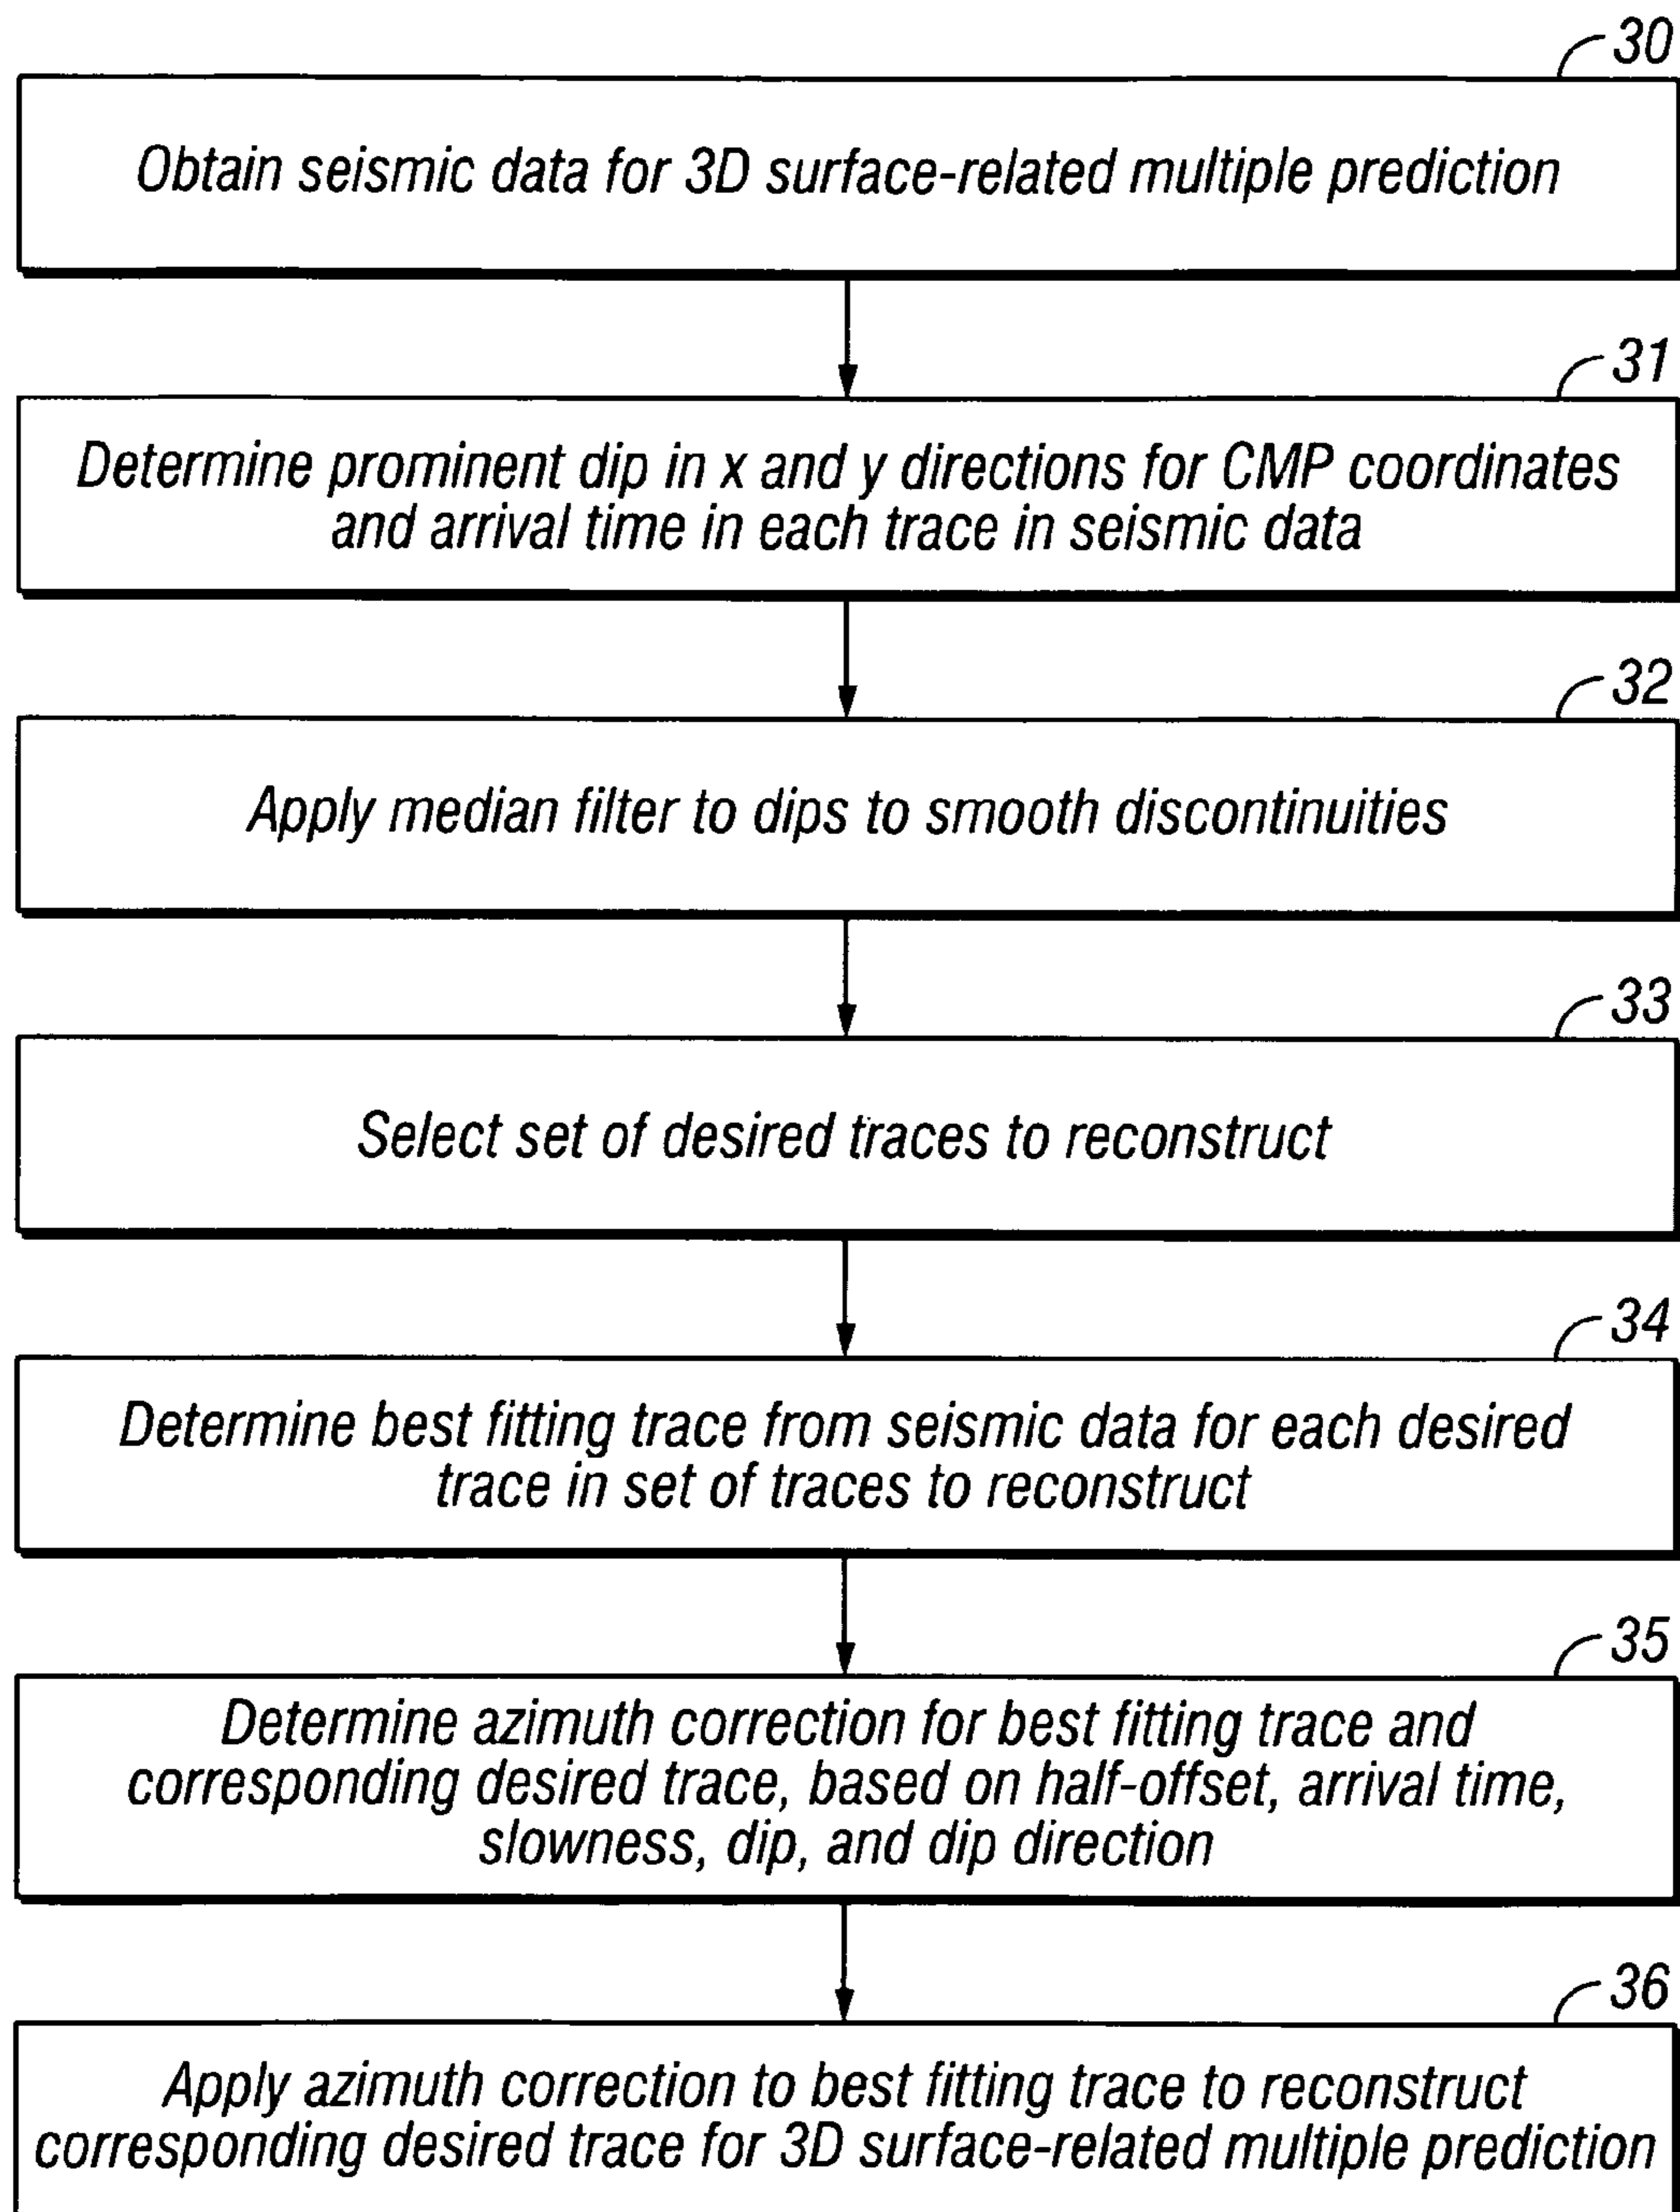 30
Obtain seismic data for 3D surface-related multiple prediction
31
Determine prominent dip in x and y directions for CMP coordinates
and arrival time in each trace in seismic data
32
Apply median filter to dips to smooth discontinuities
33
Select set of desired traces to reconstruct
34
Determine best fitting trace from seismic data for each desired
trace in set of traces to reconstruct
35
Determine azimuth correction for best fitting trace and
corresponding desired trace, based on half-offset, arrival time,
slowness, dip, and dip direction
36
Apply azimuth correction to best fitting trace to reconstruct
corresponding desired trace for 3D surface-related multiple prediction